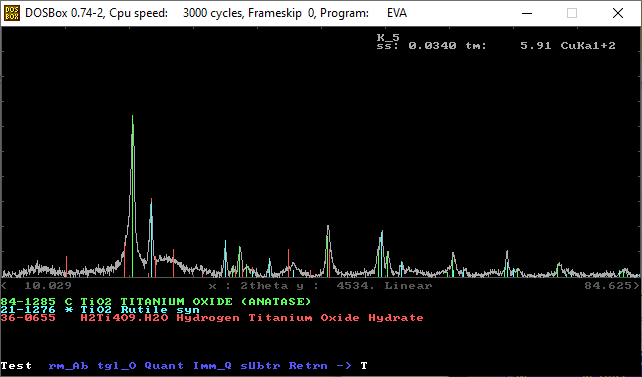 DOSBox 0.74-2, Cpu speed: 3000 cycles, Frameskip 0, Program: EVA
K_5
ss: 0.0340 tm: 5.91 CuKa1+2
< 10.029 x : 2theta y : 4534. Linear 84.625>
84-1285 C TiO2 TITANIUM OXIDE (ANATASE)
21-1276 * TiO2 Rutile syn
36-0655 H2Ti4O9.H2O Hydrogen Titanium Oxide Hydrate
Test rm_Ab tgl_O Quant Imm_Q sUbtr Retrn -> T